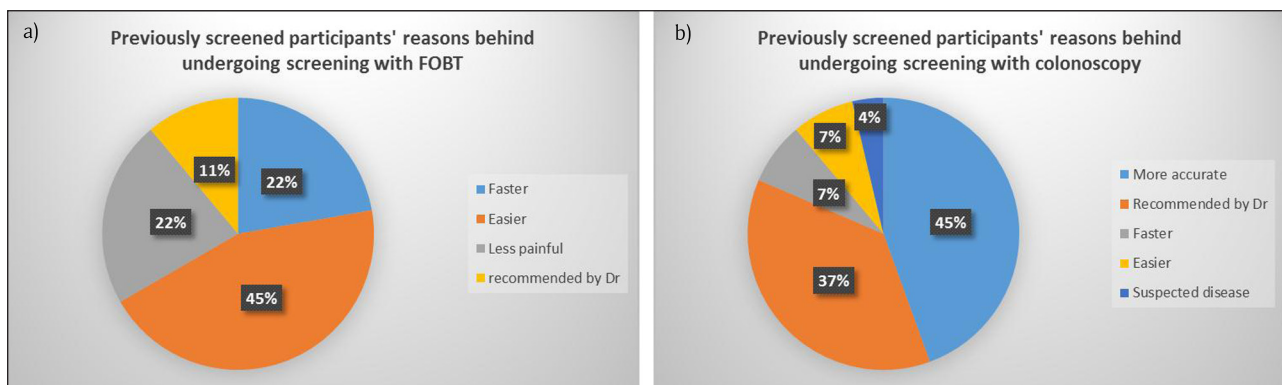 a)
Previously screened participants' reasons behind
undergoing screening with FOBT
11%
22%
22%
45%
Faster
Easier
Less painful
recommended by Dr
b)
Previously screened participants' reasons behind
undergoing screening with colonoscopy
4%
7%
7%
45%
37%
More accurate
Recommended by Dr
Faster
Easier
Suspected disease